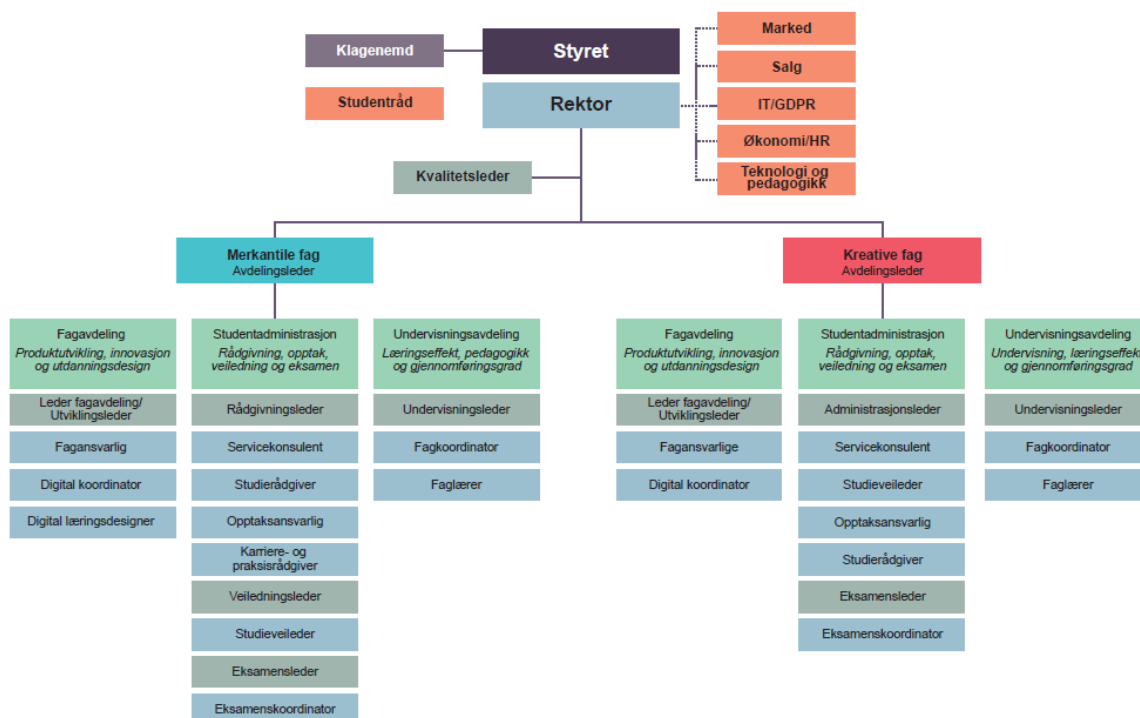 Klagenemd
Styret
Studentråd
Rektor
Marked
Salg
IT/GDPR
Økonomi/HR
Teknologi og
pedagogikk
Kvalitetsleder
Merkantile fag
Avdelingsleder
Kreative fag
Avdelingsleder
Fagavdeling
Produktutvikling, innovasjon
og utdanningsdesign
Leder fagavdeling/
Utviklingsleder
Fagansvarlig
Digital koordinator
Digital læringsdesigner
Studentadministrasjon
Rådgivning, opptak,
veiledning og eksamen
Rådgivningsleder
Servicekonsulent
Studierådgiver
Opptaksansvarlig
Karriere- og
praksisrådgiver
Veiledningsleder
Studieveileder
Eksamensleder
Eksamenskoordinator
Undervisningsavdeling
Læringseffekt, pedagogikk
og gjennomføringsgrad
Undervisningsleder
Fagkoordinator
Faglærer
Fagavdeling
Produktutvikling, innovasjon
og utdanningsdesign
Leder fagavdeling/
Utviklingsleder
Fagansvarlige
Digital koordinator
Studentadministrasjon
Rådgivning, opptak,
veiledning og eksamen
Administrasjonsleder
Servicekonsulent
Studieveileder
Opptaksansvarlig
Studierådgiver
Eksamensleder
Eksamenskoordinator
Undervisningsavdeling
Undervisning, læringseffekt
og gjennomføringsgrad
Undervisningsleder
Fagkoordinator
Faglærer